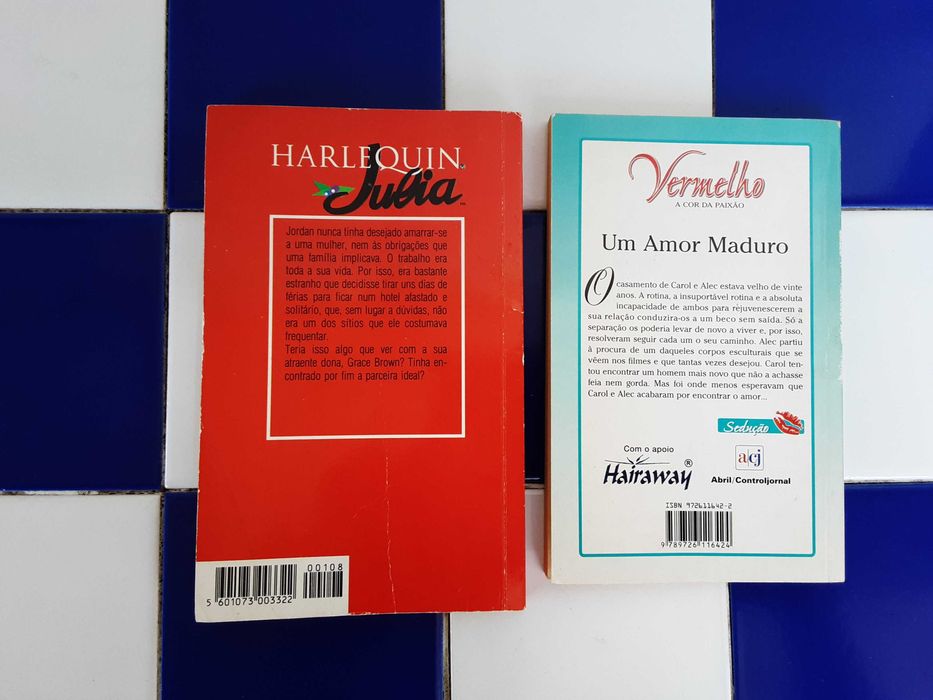 HARLEQUIN
Julia
Jordan nunca tinha desejado amarrar-se
a uma mulher, nem às obrigações que
uma família implicava. O trabalho era
toda a sua vida. Por isso, era bastante
estranho que decidisse tirar uns dias de
férias para ficar num hotel afastado e
solitário, que, sem lugar a dúvidas, não
era um dos sítios que ele costumava
frequentar.
Teria isso algo que ver com a sua
atraente dona, Grace Brown? Tinha en-
contrado por fim a parceira ideal?
00108
5 601073 003322
Vermelho
A COR DA PAIXÃO
Um Amor Maduro
O casamento de Carol e Alec estava velho de vinte
anos. A rotina, a insuportável rotina e a absoluta
incapacidade de ambos para rejuvenescerem a
sua relação conduzira-os a um beco sem saída. Só a
separação os poderia levar de novo a viver e, por isso,
resolveram seguir cada um o seu caminho. Alec partiu
à procura de um daqueles corpos esculturais que se
vêem nos filmes e que tantas vezes desejou. Carol ten-
tou encontrar um homem mais novo que não a achasse
feia nem gorda. Mas foi onde menos esperavam que
Carol e Alec acabaram por encontrar o amor...
Sedução
Com o apoio
Hairaway®
a/cj
Abril/Controljornal
ISBN 972611642-2
9 789726 116424